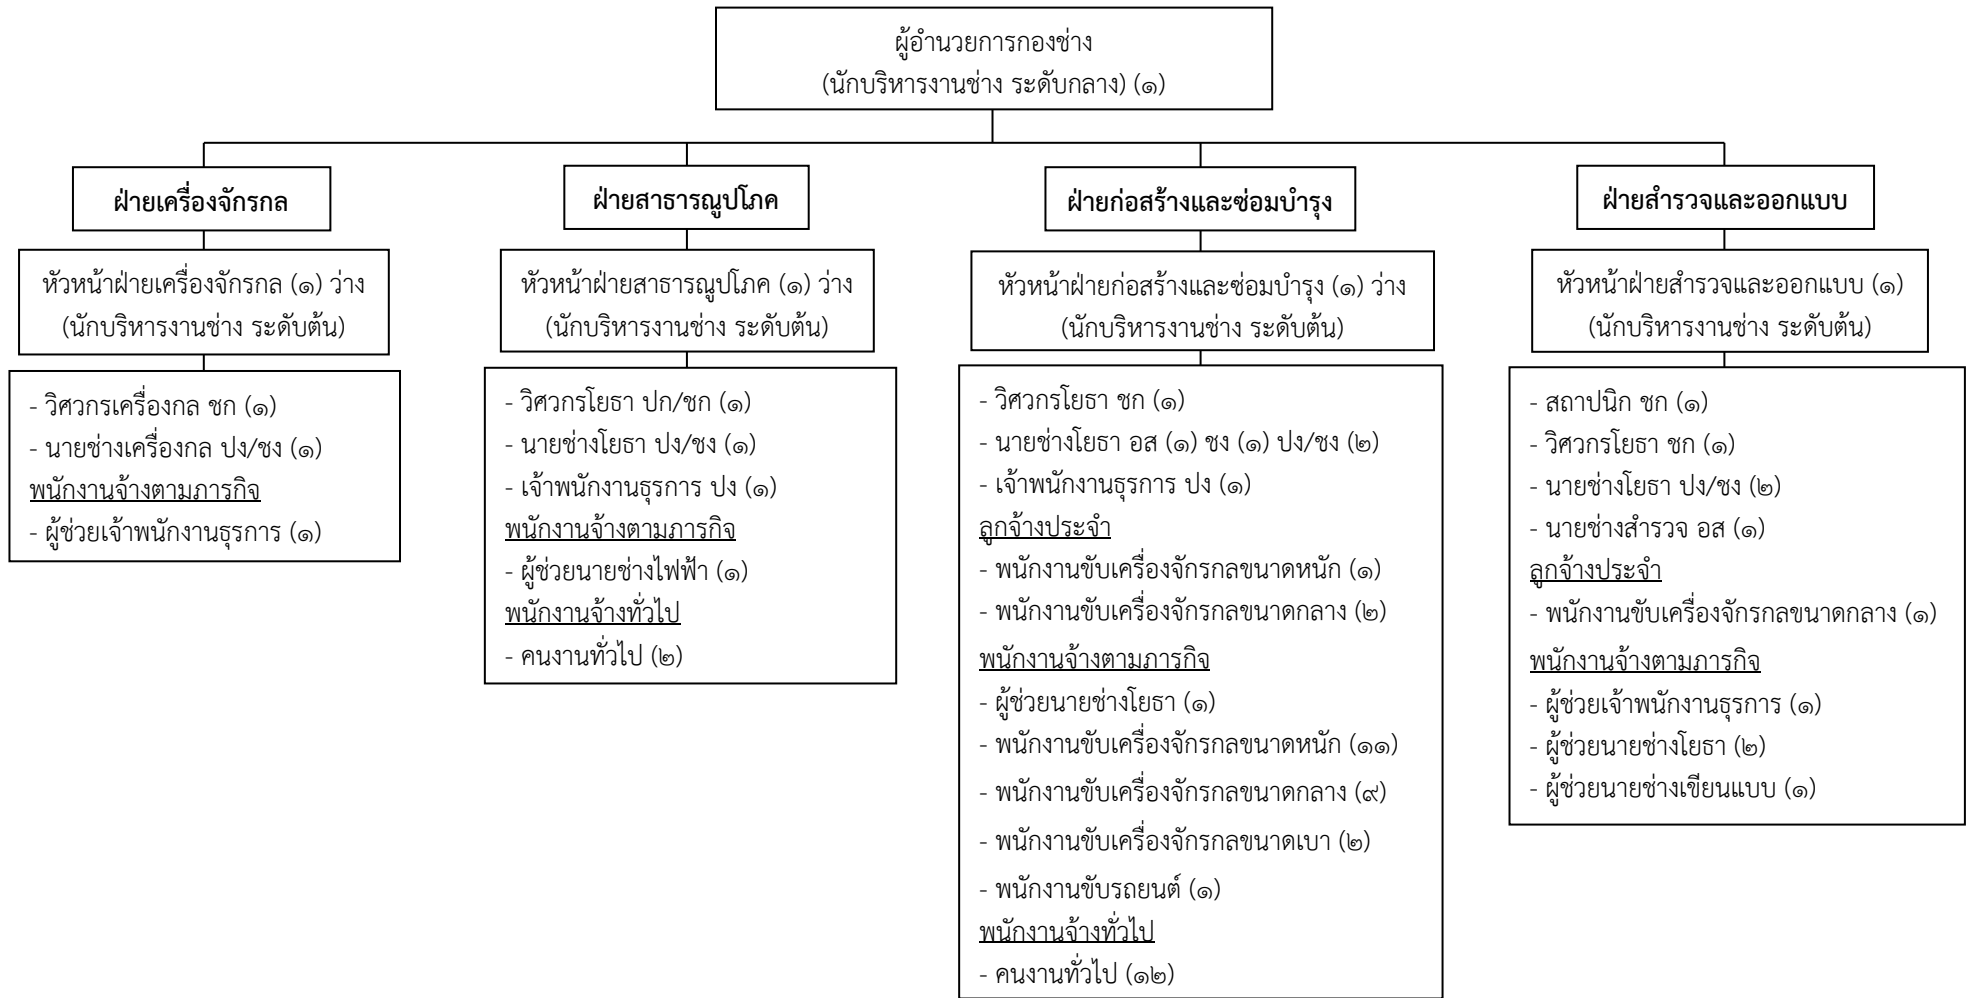 ผู้อำนวยการกองช่าง
(นักบริหารงานช่าง ระดับกลาง) (๑)
ฝ่ายเครื่องจักรกล
หัวหน้าฝ่ายเครื่องจักรกล (๑) ว่าง
(นักบริหารงานช่าง ระดับต้น)
- วิศวกรเครื่องกล ชก (๑)
- นายช่างเครื่องกล ปง/ชง (๑)
พนักงานจ้างตามภารกิจ
- ผู้ช่วยเจ้าพนักงานธุรการ (๑)
ฝ่ายสาธารณูปโภค
หัวหน้าฝ่ายสาธารณูปโภค (๑) ว่าง
(นักบริหารงานช่าง ระดับต้น)
- วิศวกรโยธา ปก/ชก (๑)
- นายช่างโยธา ปง/ชง (๑)
- เจ้าพนักงานธุรการ ปง (๑)
พนักงานจ้างตามภารกิจ
- ผู้ช่วยนายช่างไฟฟ้า (๑)
พนักงานจ้างทั่วไป
- คนงานทั่วไป (๒)
ฝ่ายก่อสร้างและซ่อมบำรุง
หัวหน้าฝ่ายก่อสร้างและซ่อมบำรุง (๑) ว่าง
(นักบริหารงานช่าง ระดับต้น)
- วิศวกรโยธา ชก (๑)
- นายช่างโยธา อส (๑) ชง (๑) ปง/ชง (๒)
- เจ้าพนักงานธุรการ ปง (๑)
ลูกจ้างประจำ
- พนักงานขับเครื่องจักรกลขนาดหนัก (๑)
- พนักงานขับเครื่องจักรกลขนาดกลาง (๒)
พนักงานจ้างตามภารกิจ
- ผู้ช่วยนายช่างโยธา (๑)
- พนักงานขับเครื่องจักรกลขนาดหนัก (๑๑)
- พนักงานขับเครื่องจักรกลขนาดกลาง (๙)
- พนักงานขับเครื่องจักรกลขนาดเบา (๒)
- พนักงานขับรถยนต์ (๑)
พนักงานจ้างทั่วไป
- คนงานทั่วไป (๑๒)
ฝ่ายสำรวจและออกแบบ
หัวหน้าฝ่ายสำรวจและออกแบบ (๑)
(นักบริหารงานช่าง ระดับต้น)
- สถาปนิก ชก (๑)
- วิศวกรโยธา ชก (๑)
- นายช่างโยธา ปง/ชง (๒)
- นายช่างสำรวจ อส (๑)
ลูกจ้างประจำ
- พนักงานขับเครื่องจักรกลขนาดกลาง (๑)
พนักงานจ้างตามภารกิจ
- ผู้ช่วยเจ้าพนักงานธุรการ (๑)
- ผู้ช่วยนายช่างโยธา (๒)
- ผู้ช่วยนายช่างเขียนแบบ (๑)